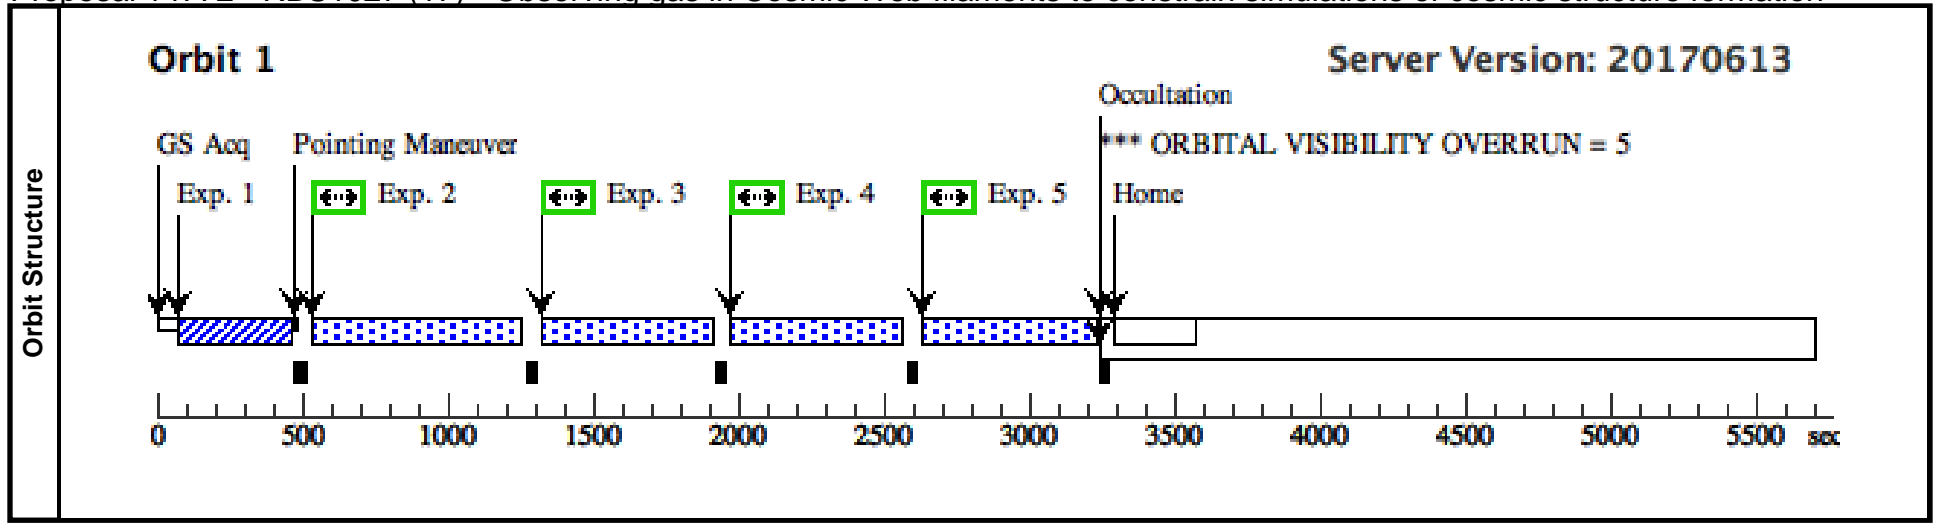 Orbit 1
Server Version: 20170613
Occultation
GS Acq
Pointing Maneuver
*** ORBITAL VISIBILITY OVERRUN = 5
Exp. 1
Exp. 2
Exp. 3
Exp. 4
Exp. 5
Home
Orbit Structure
0 500 1000 1500 2000 2500 3000 3500 4000 4500 5000 5500 sec